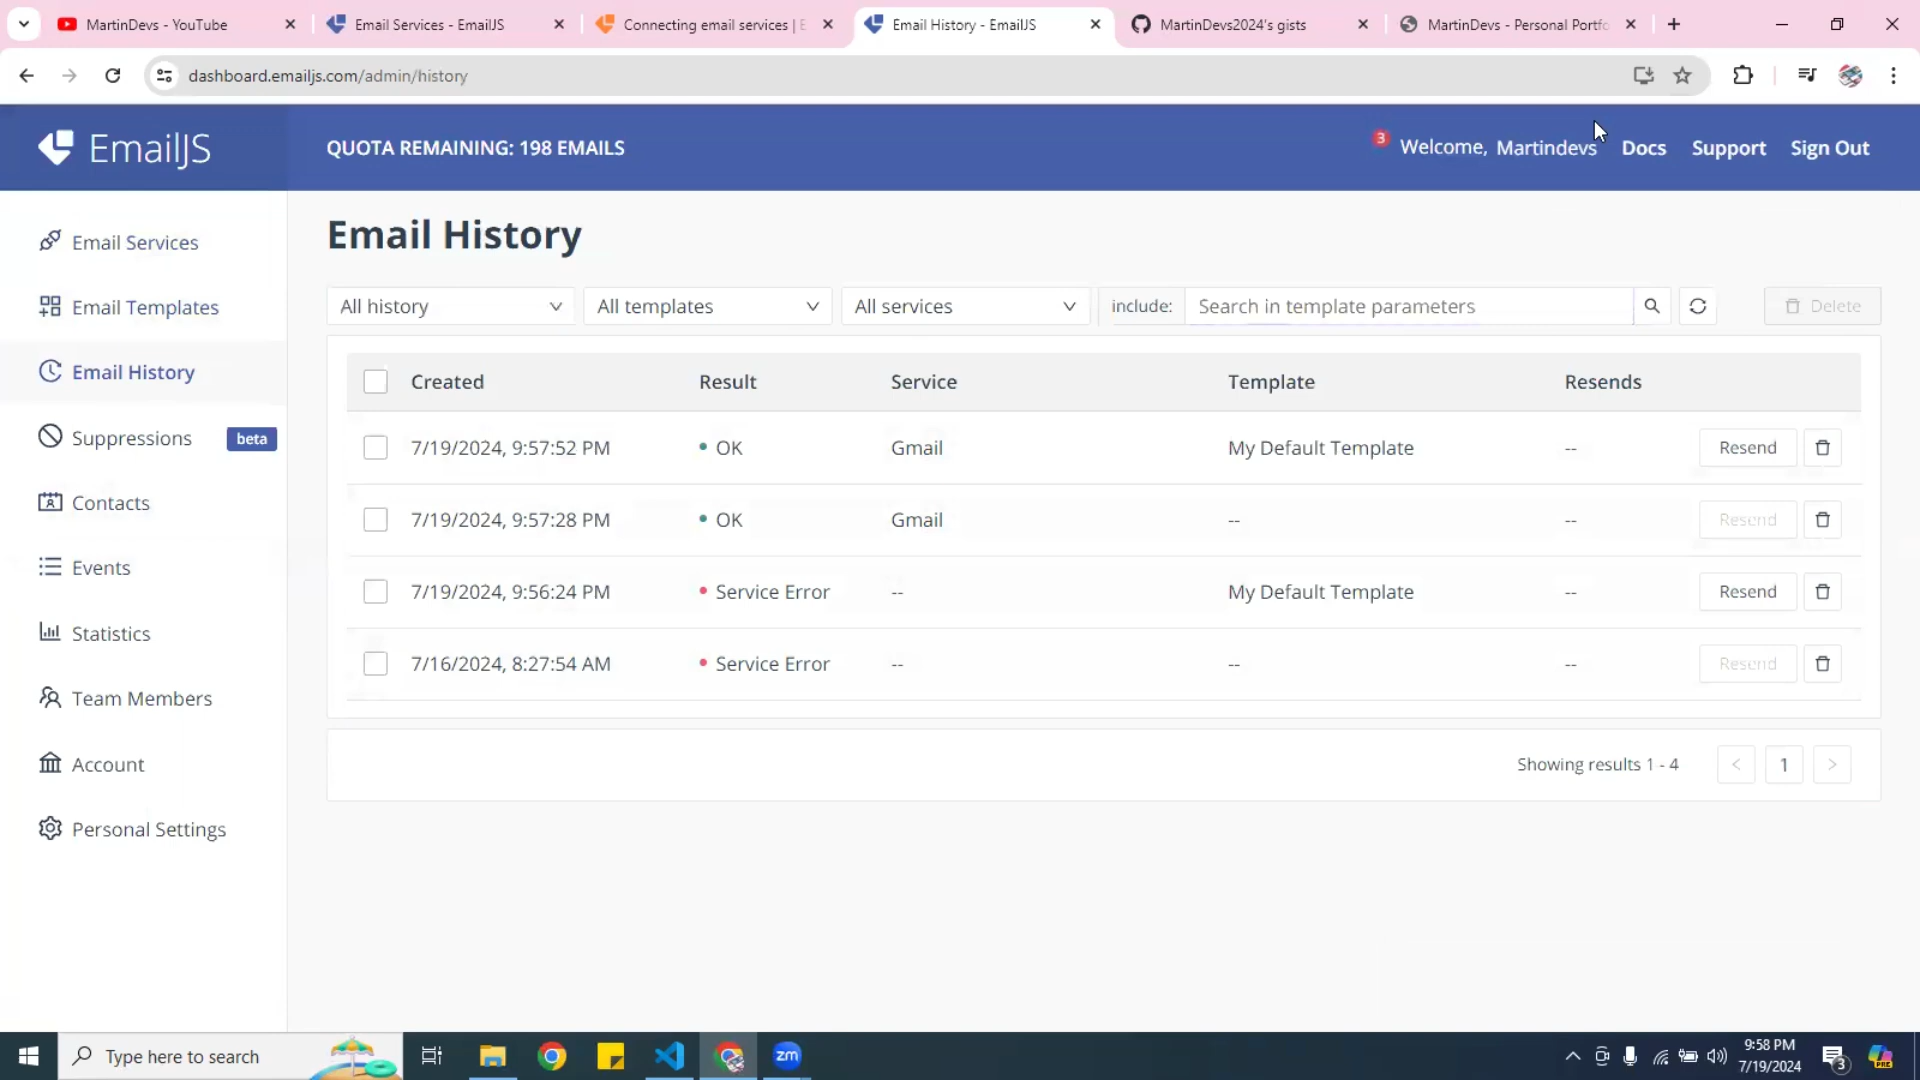 MartinDevs - YouTube
Email Services - EmailJS
Connecting email services | E
Email History - EmailJS
MartinDevs2024's gists
MartinDevs - Personal Portfo
dashboard.emailjs.com/admin/history
EmailJS
QUOTA REMAINING: 198 EMAILS
3
Welcome, Martindevs
Docs
Support
Sign Out
Email Services
Email Templates
Email History
Suppressions
beta
Contacts
Events
Statistics
Team Members
Account
Personal Settings
Email History
All history
All templates
All services
include:
Search in template parameters
Delete
Created Result Service Template Resends
7/19/2024, 9:57:52 PM OK Gmail My Default Template -- Resend
7/19/2024, 9:57:28 PM OK Gmail -- -- Resend
7/19/2024, 9:56:24 PM Service Error -- My Default Template -- Resend
7/16/2024, 8:27:54 AM Service Error -- -- -- Resend
Showing results 1 - 4
<
1
>
Type here to search
zm
9:58 PM
7/19/2024
3